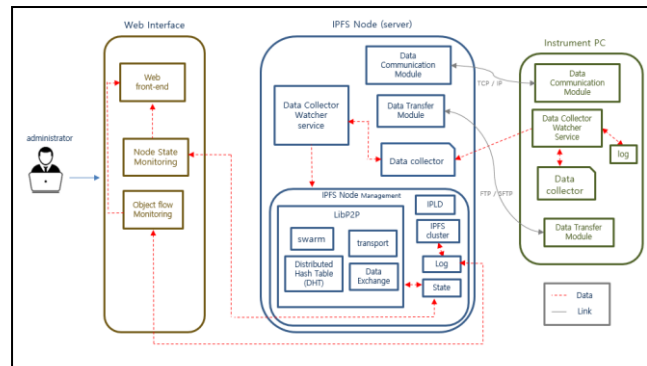 Web Interface
IPFS Node (server)
Instrument PC
administrator
Web
front-end
Node State
Monitoring
Object flow
Monitoring
Data
Communication
Module
Data Transfer
Module
Data Collector
Watcher
service
Data collector
IPFS Node Management
LibP2P
swarm
transport
Distributed
Hash Table
(DHT)
Data
Exchange
IPLD
IPFS
cluster
Log
State
TCP / IP
FTP / SFTP
Data
Communication
Module
Data Collector
Watcher
Service
log
Data
collector
Data Transfer
Module
Data
Link